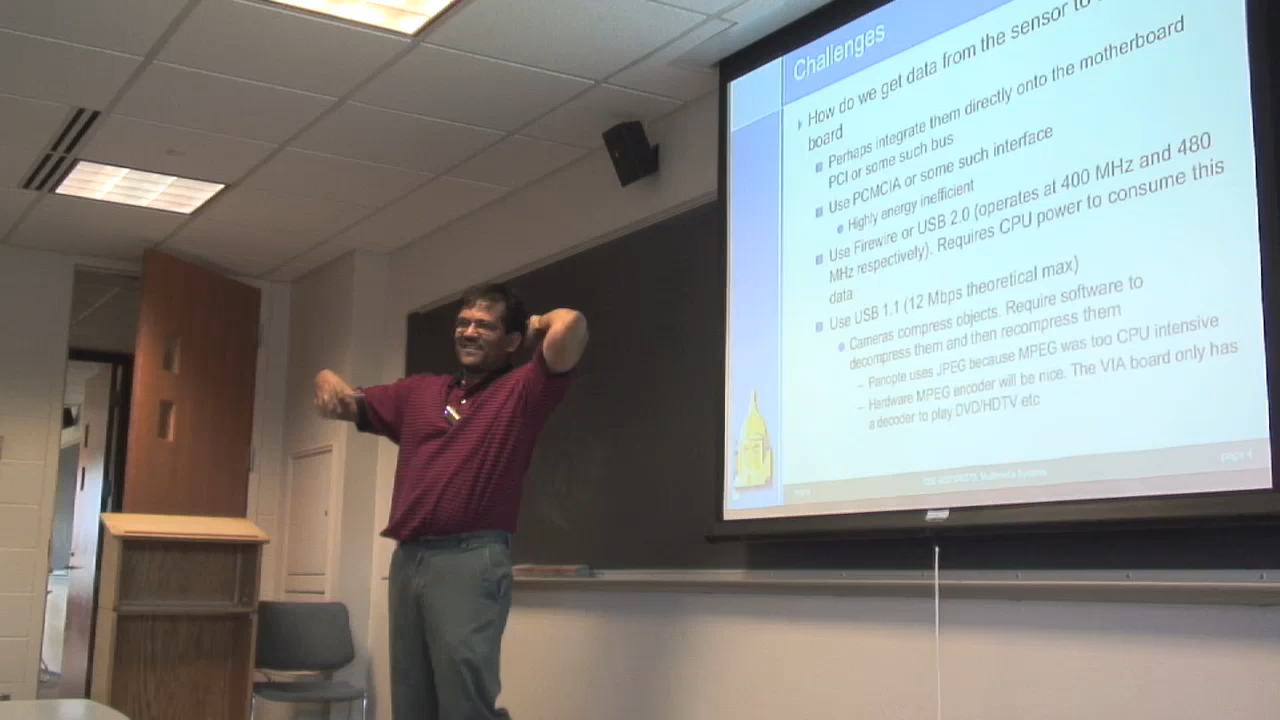 Challenges
How do we get data from the sensor to
board
Perhaps integrate them directly onto the motherboard
PCI or some such bus
Use PCMCIA or some such interface
Highly energy inefficient
Use Firewire or USB 2.0 (operates at 400 MHz and 480
MHz respectively). Requires CPU power to consume this
data
Use USB 1.1 (12 Mbps theoretical max)
Cameras compress objects. Require software to
decompress them and then recompress them
– Panopte uses JPEG because MPEG was too CPU intensive
– Hardware MPEG encoder will be nice. The VIA board only has
a decoder to play DVD/HDTV etc
Multimedia Systems
page 4